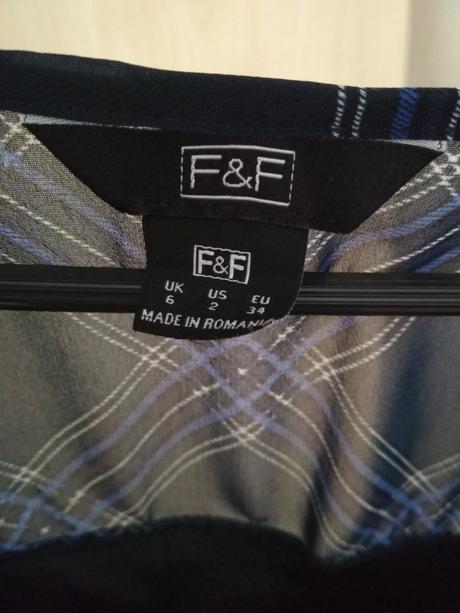 F&F
F&F
UK US EU
6 2 34
MADE IN ROMANIA